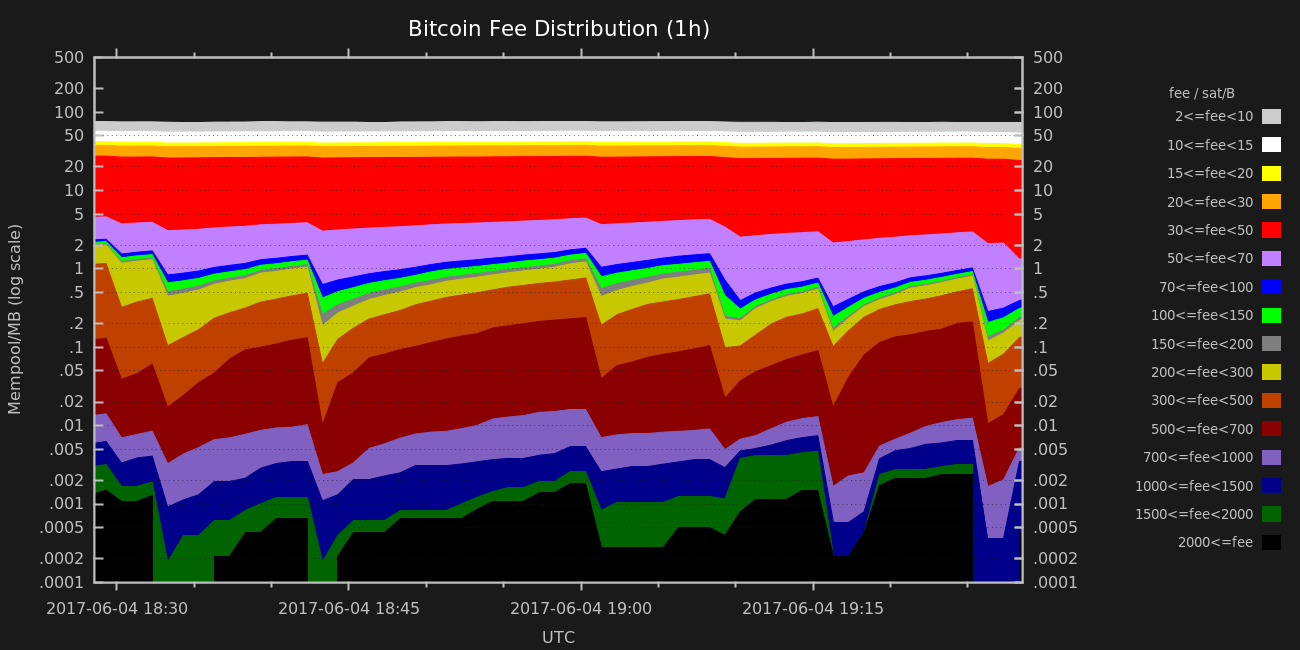 Bitcoin Fee Distribution (1h)
Mempool/MB (log scale)
500
200
100
50
20
10
5
2
1
.5
.2
.1
.05
.02
.01
.005
.002
.001
.0005
.0002
.0001
500
200
100
50
20
10
5
2
1
.5
.2
.1
.05
.02
.01
.005
.002
.001
.0005
.0002
.0001
2017-06-04 18:30 2017-06-04 18:45 2017-06-04 19:00 2017-06-04 19:15
UTC
fee / sat/B
2<=fee<10
10<=fee<15
15<=fee<20
20<=fee<30
30<=fee<50
50<=fee<70
70<=fee<100
100<=fee<150
150<=fee<200
200<=fee<300
300<=fee<500
500<=fee<700
700<=fee<1000
1000<=fee<1500
1500<=fee<2000
2000<=fee